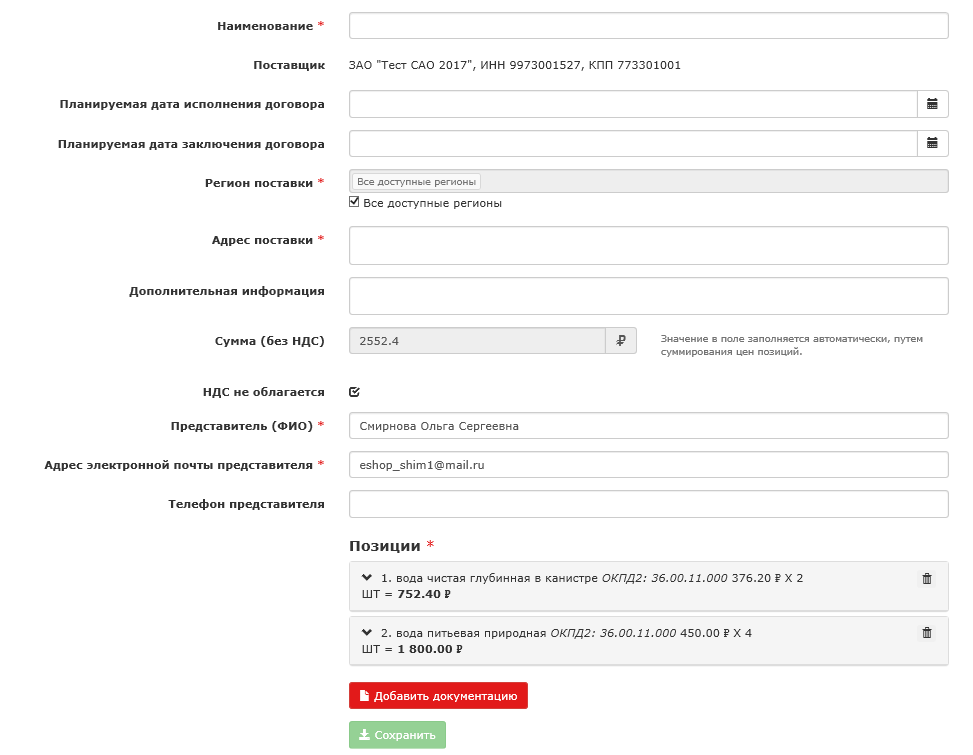 Наименование *
Поставщик ЗАО "Тест САО 2017", ИНН 9973001527, КПП 773301001
Планируемая дата исполнения договора
Планируемая дата заключения договора
Регион поставки * Все доступные регионы
Все доступные регионы
Адрес поставки *
Дополнительная информация
Сумма (без НДС) 2552.4 ₽ Значение в поле заполняется автоматически, путем
суммирования цен позиций.
НДС не облагается
Представитель (ФИО) * Смирнова Ольга Сергеевна
Адрес электронной почты представителя * eshop_shim1@mail.ru
Телефон представителя
Позиции *
1. вода чистая глубинная в канистре ОКПД2: 36.00.11.000 376.20 ₽ X 2
ШТ = 752.40 ₽
2. вода питьевая природная ОКПД2: 36.00.11.000 450.00 ₽ X 4
ШТ = 1 800.00 ₽
Добавить документацию
Сохранить